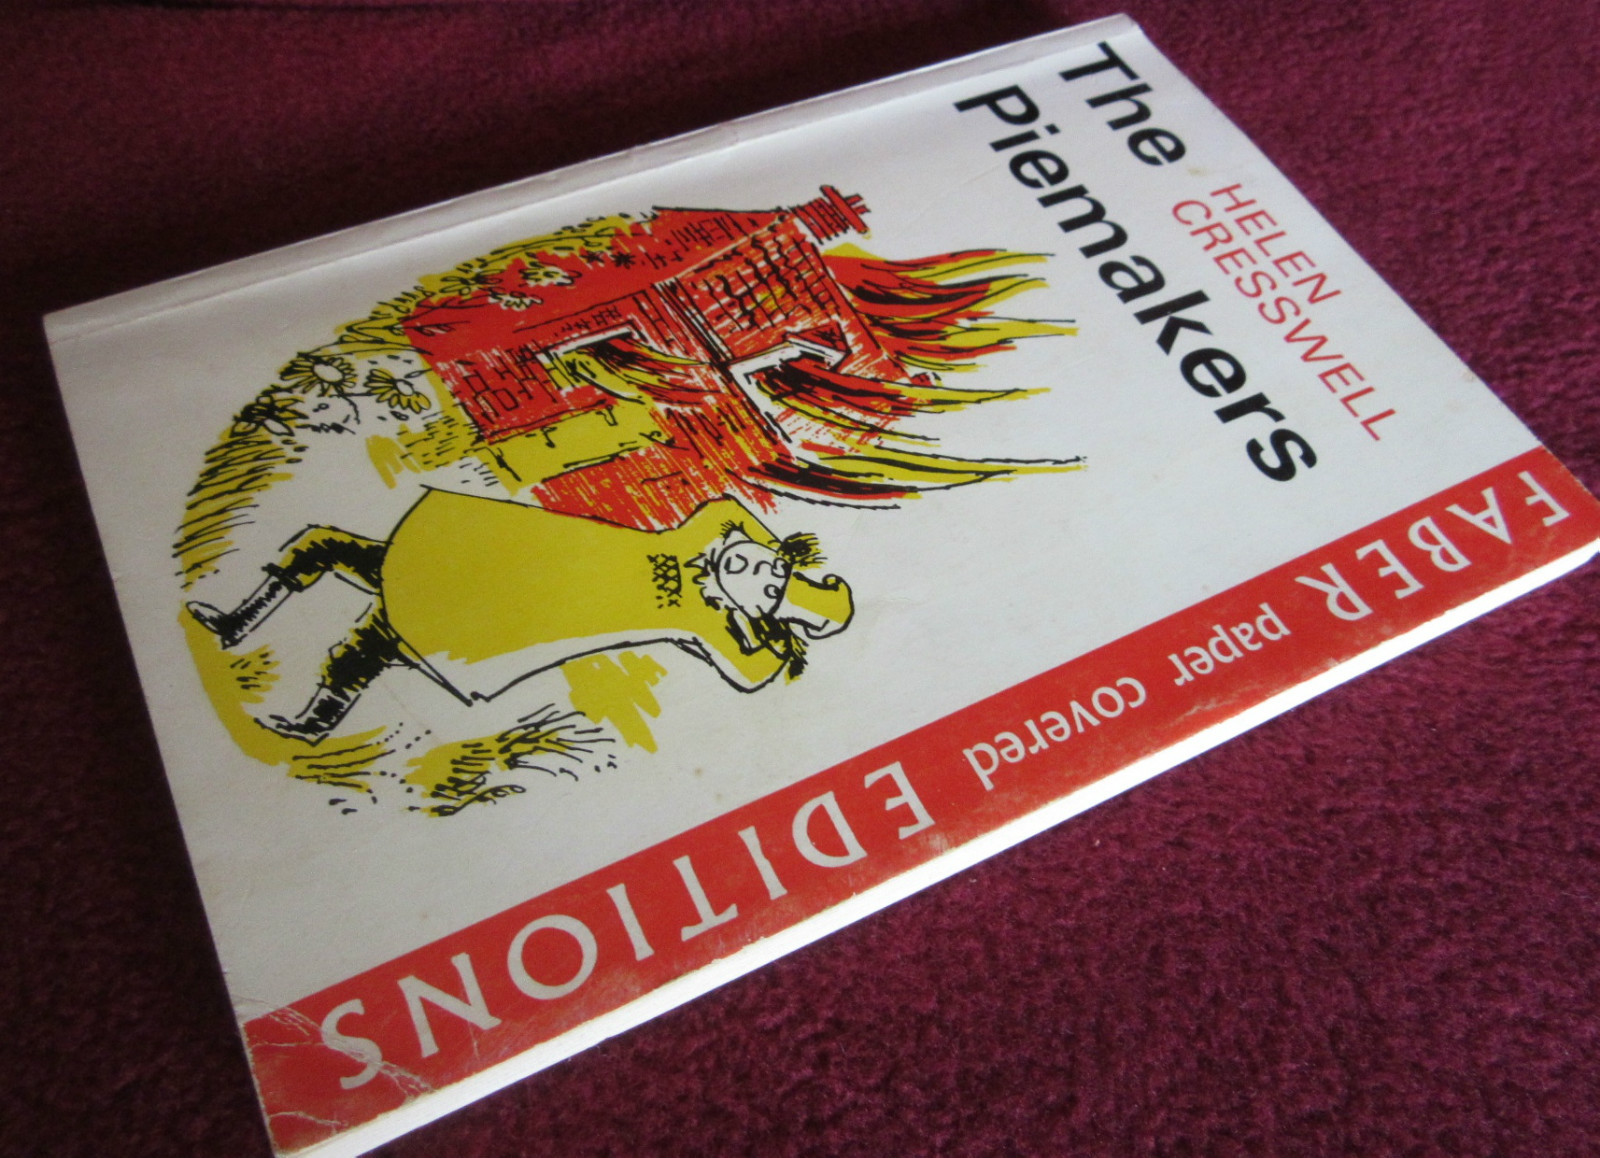 The
Piemakers
HELEN
CRESSWELL
FABER paper covered EDITIONS